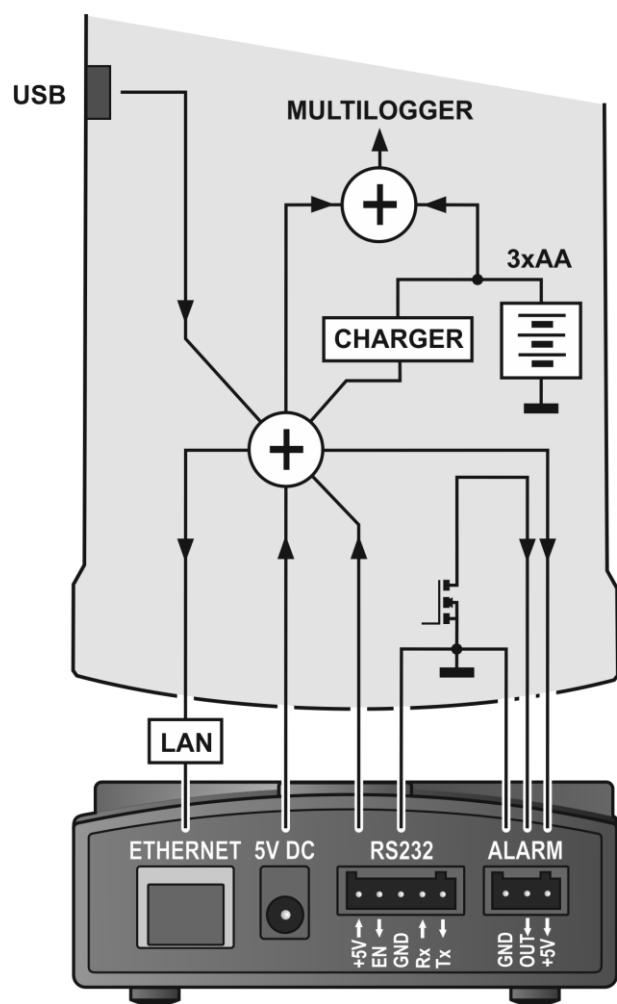 USB
MULTILOGGER
3xAA
CHARGER
LAN
ETHERNET
5V DC
RS232
ALARM
+5V
EN
GND
Rx
Tx
GND
OUT
+5V